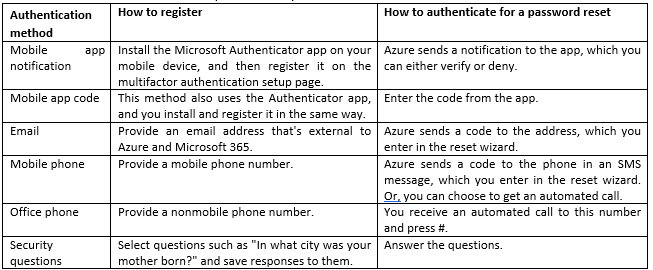 Authentication method How to register How to authenticate for a password reset
Mobile app notification Install the Microsoft Authenticator app on your mobile device, and then register it on the multifactor authentication setup page. Azure sends a notification to the app, which you can either verify or deny.
Mobile app code This method also uses the Authenticator app, and you install and register it in the same way. Enter the code from the app.
Email Provide an email address that's external to Azure and Microsoft 365. Azure sends a code to the address, which you enter in the reset wizard.
Mobile phone Provide a mobile phone number. Azure sends a code to the phone in an SMS message, which you enter in the reset wizard. Or, you can choose to get an automated call.
Office phone Provide a nonmobile phone number. You receive an automated call to this number and press #.
Security questions Select questions such as "In what city was your mother born?" and save responses to them. Answer the questions.